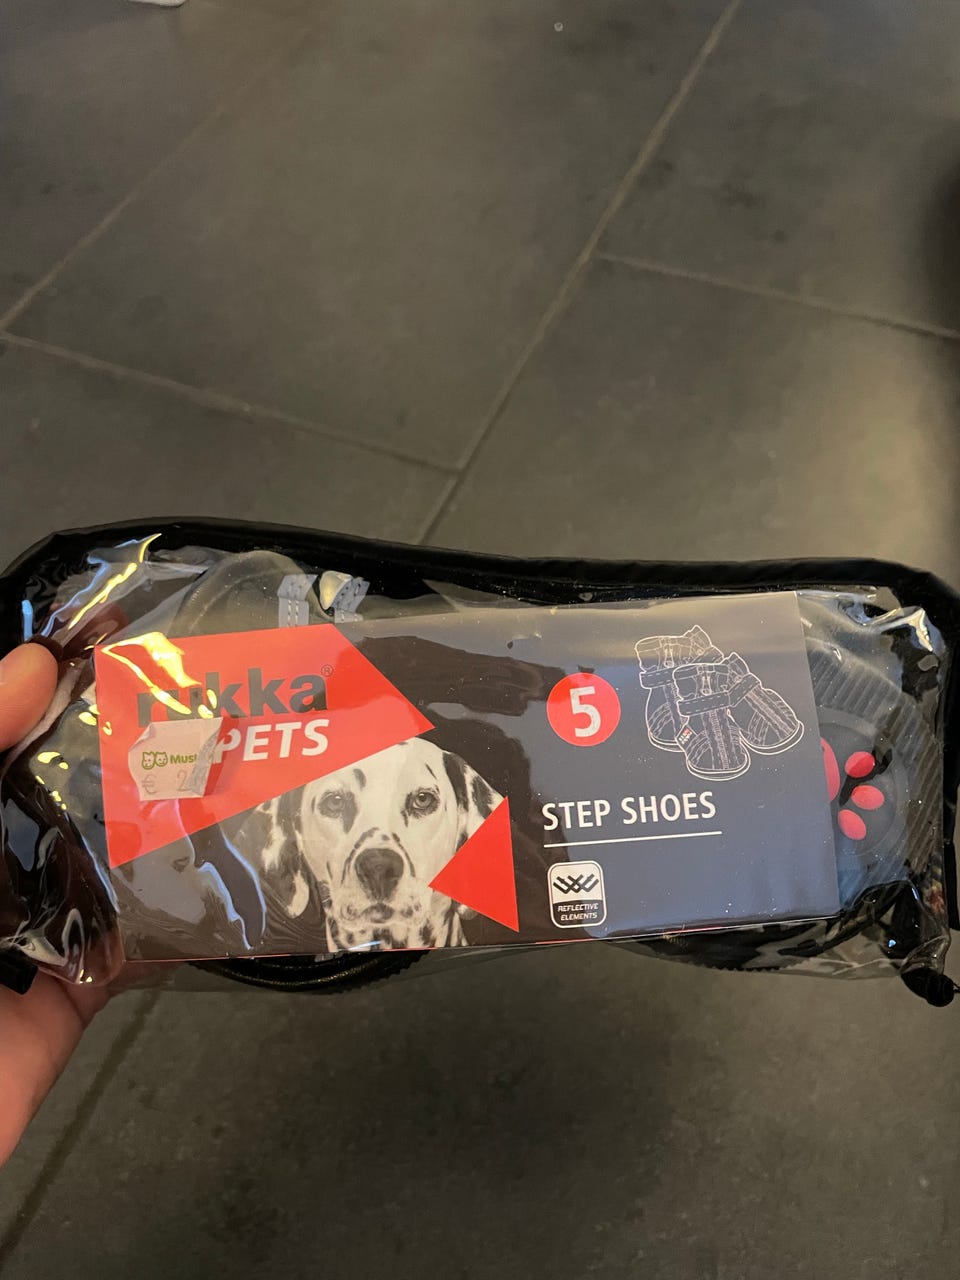 rukka®
PETS
€
5
STEP SHOES
REFLECTIVE
ELEMENTS